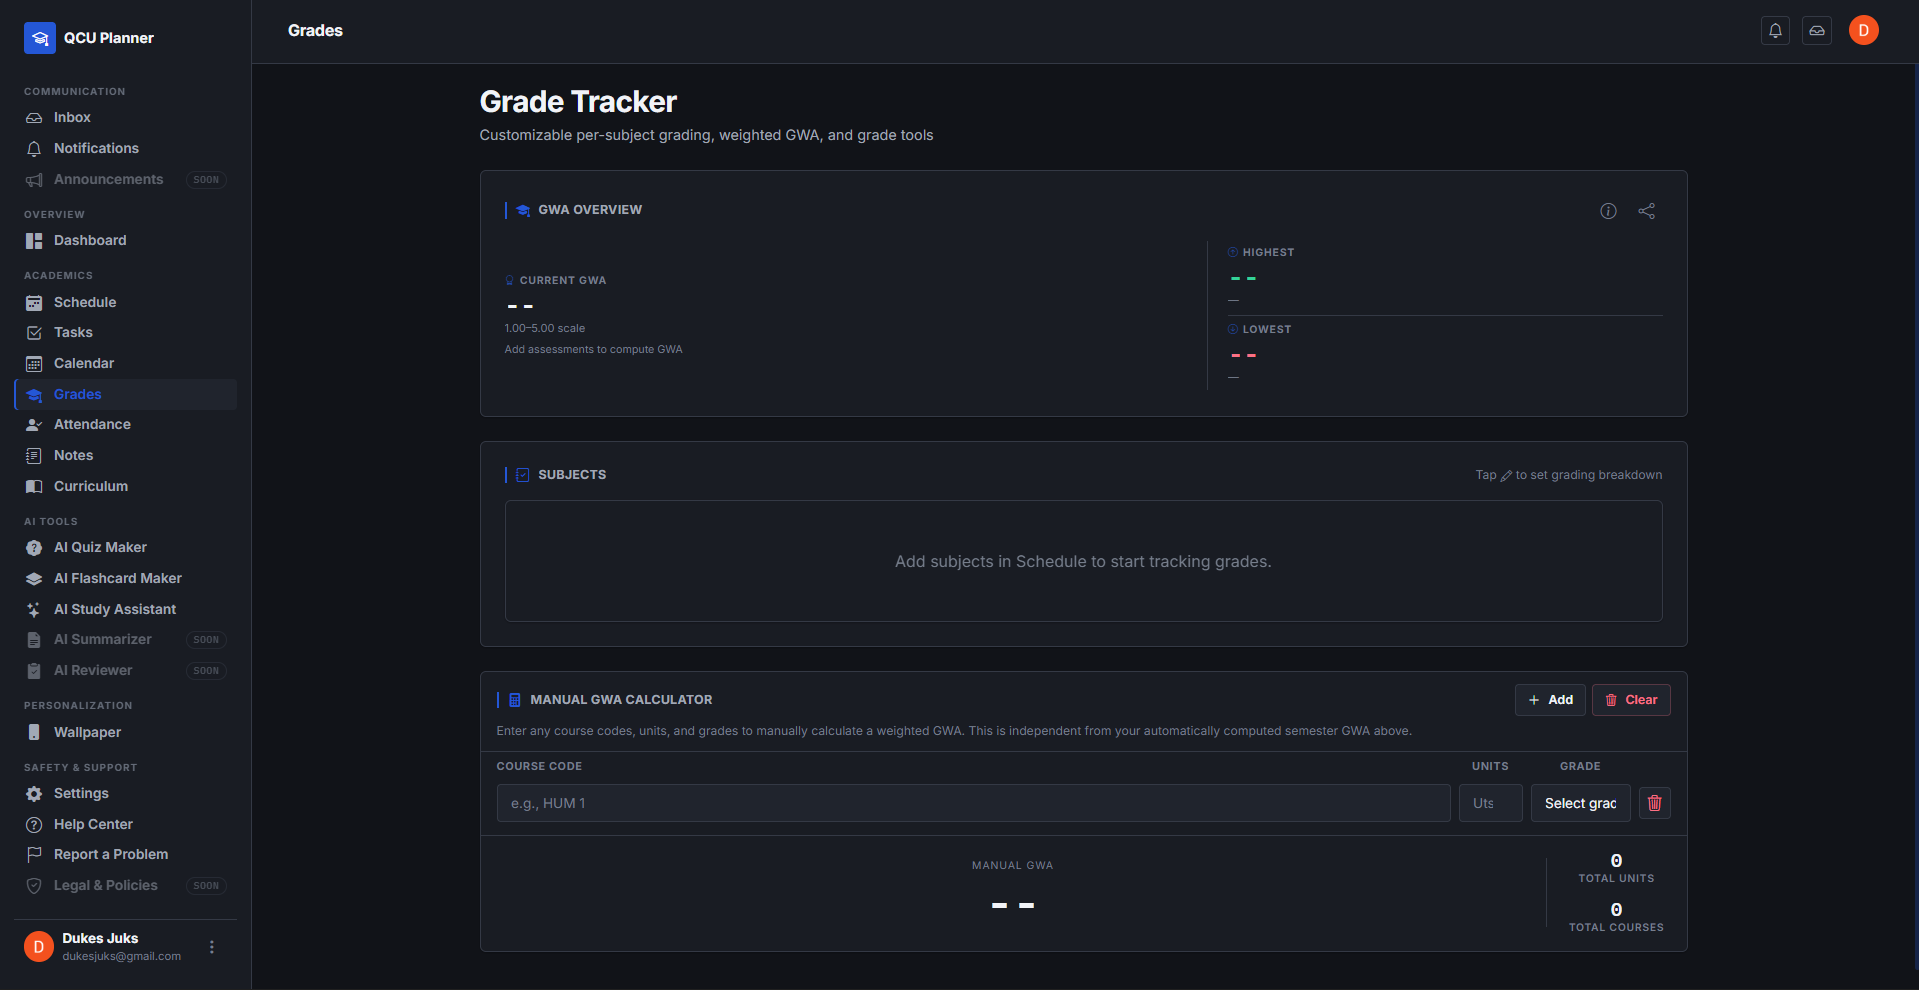 QCU Planner
COMMUNICATION
Inbox
Notifications
Announcements SOON
OVERVIEW
Dashboard
ACADEMICS
Schedule
Tasks
Calendar
Grades
Attendance
Notes
Curriculum
AI TOOLS
AI Quiz Maker
AI Flashcard Maker
AI Study Assistant
AI Summarizer SOON
AI Reviewer SOON
PERSONALIZATION
Wallpaper
SAFETY & SUPPORT
Settings
Help Center
Report a Problem
Legal & Policies SOON
D
Dukes Juks
dukesjuks@gmail.com
Grades
D
Grade Tracker
Customizable per-subject grading, weighted GWA, and grade tools
GWA OVERVIEW
CURRENT GWA
--
1.00–5.00 scale
Add assessments to compute GWA
HIGHEST
--
—
LOWEST
--
—
SUBJECTS
Tap to set grading breakdown
Add subjects in Schedule to start tracking grades.
MANUAL GWA CALCULATOR
+ Add
Clear
Enter any course codes, units, and grades to manually calculate a weighted GWA. This is independent from your automatically computed semester GWA above.
COURSE CODE UNITS GRADE
e.g., HUM 1 Uts Select grac
MANUAL GWA
--
0
TOTAL UNITS
0
TOTAL COURSES